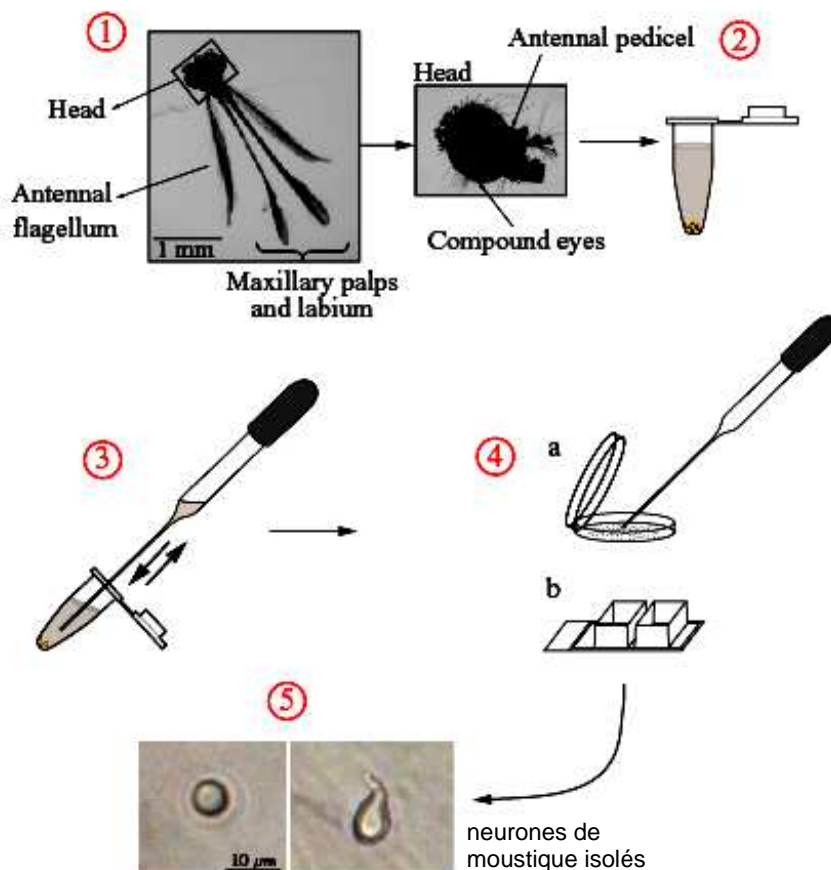 ①
Head
Antennal
flagellum
1 mm
Maxillary palps
and labium
Head
Antennal pedicel
Compound eyes
②
③
④
a
b
⑤
10 µm
neurones de
moustique isolés